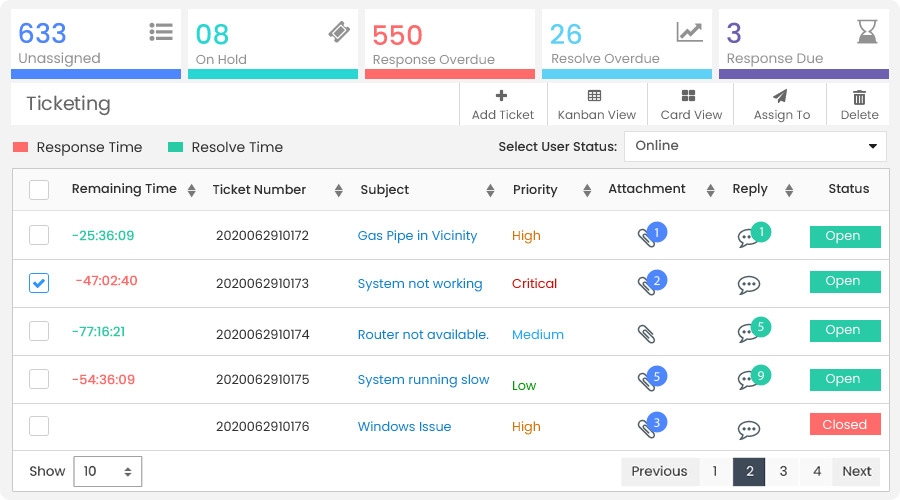 633 08 550 26 3
Unassigned On Hold Response Overdue Resolve Overdue Response Due
Ticketing Add Ticket Kanban View Card View Assign To Delete
Response Time Resolve Time Select User Status: Online
Remaining Time Ticket Number Subject Priority Attachment Reply Status
-25:36:09 2020062910172 Gas Pipe in Vicinity High 1 1 Open
-47:02:40 2020062910173 System not working Critical 2 Open
-77:16:21 2020062910174 Router not available. Medium 5 Open
-54:36:09 2020062910175 System running slow Low 5 9 Open
2020062910176 Windows Issue High 3 Closed
Show 10 Previous 1 2 3 4 Next